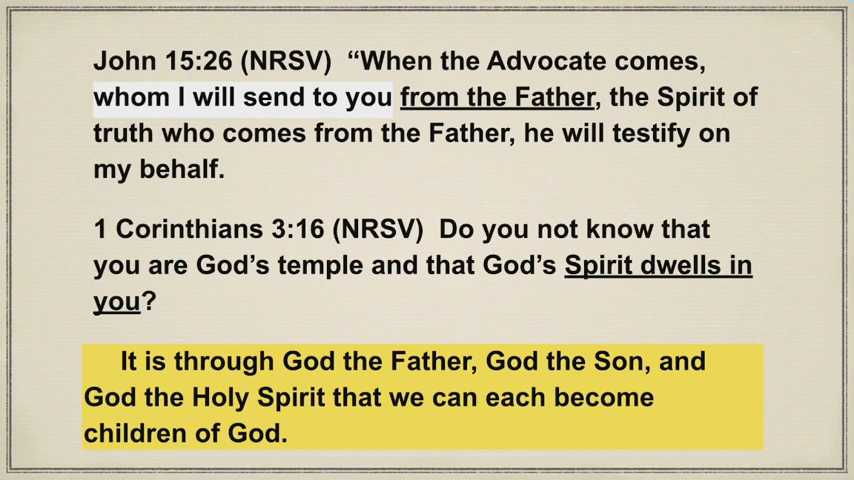 John 15:26 (NRSV)  “When the Advocate comes,
whom I will send to you from the Father, the Spirit of
truth who comes from the Father, he will testify on
my behalf.
1 Corinthians 3:16 (NRSV)  Do you not know that
you are God’s temple and that God’s Spirit dwells in
you?
It is through God the Father, God the Son, and
God the Holy Spirit that we can each become
children of God.